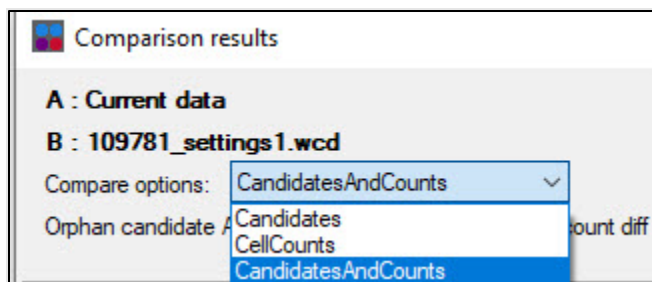 Comparison results
A : Current data
B : 109781_settings1.wcd
Compare options: CandidatesAndCounts
Orphan candidate A
ount diff
Candidates
CellCounts
CandidatesAndCounts